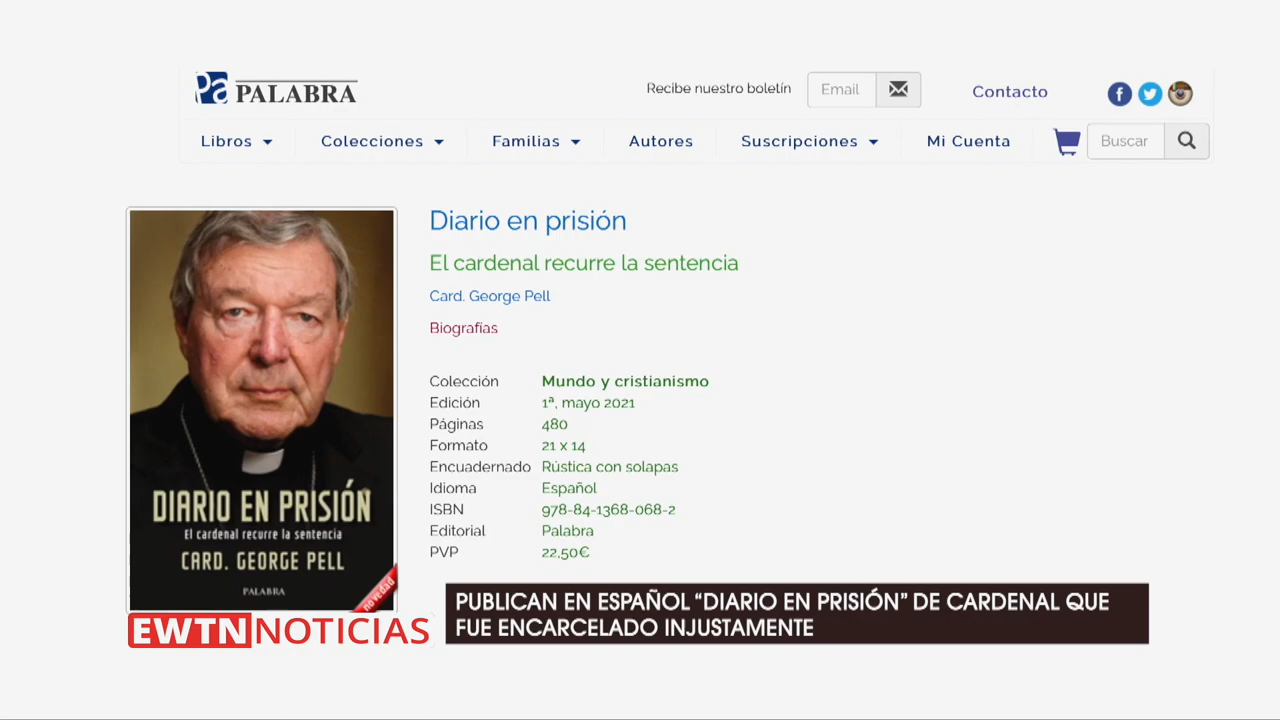 Pa PALABRA
Recibe nuestro boletín
Email
Contacto
Libros
Colecciones
Familias
Autores
Suscripciones
Mi Cuenta
Buscar
DIARIO EN PRISIÓN
El cardenal recurre la sentencia
CARD. GEORGE PELL
PALABRA
novedad
Diario en prisión
El cardenal recurre la sentencia
Card. George Pell
Biografías
Colección Mundo y cristianismo
Edición 1ª, mayo 2021
Páginas 480
Formato 21 x 14
Encuadernado Rústica con solapas
Idioma Español
ISBN 978-84-1368-068-2
Editorial Palabra
PVP 22,50€
EWTN NOTICIAS
PUBLICAN EN ESPAÑOL “DIARIO EN PRISIÓN” DE CARDENAL QUE
FUE ENCARCELADO INJUSTAMENTE